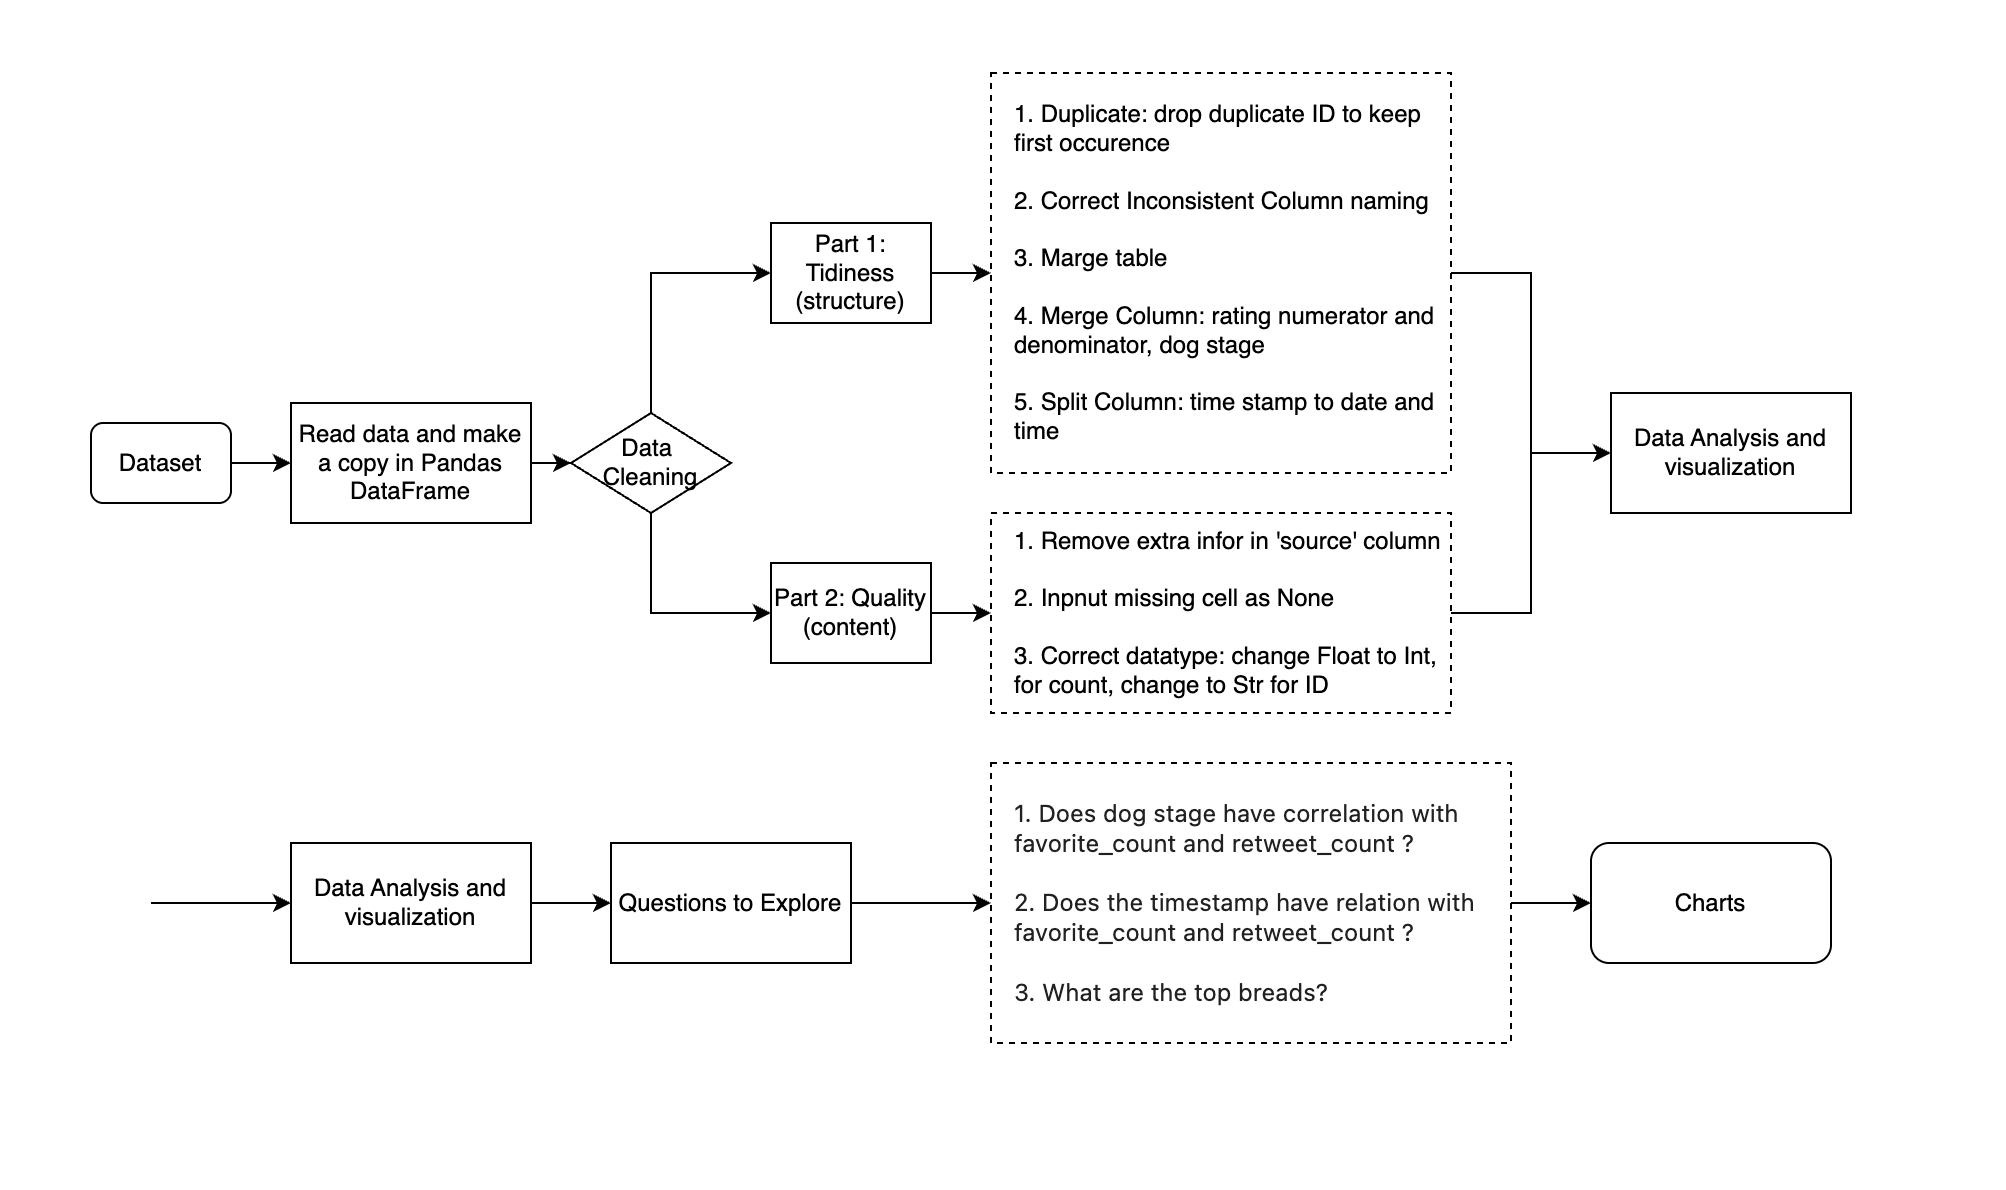 Dataset
Read data and make
a copy in Pandas
DataFrame
Data
Cleaning
Part 1:
Tidiness
(structure)
1. Duplicate: drop duplicate ID to keep
first occurence
2. Correct Inconsistent Column naming
3. Marge table
4. Merge Column: rating numerator and
denominator, dog stage
5. Split Column: time stamp to date and
time
Part 2: Quality
(content)
1. Remove extra infor in 'source' column
2. Inpnut missing cell as None
3. Correct datatype: change Float to Int,
for count, change to Str for ID
Data Analysis and
visualization
Data Analysis and
visualization
Questions to Explore
1. Does dog stage have correlation with
favorite_count and retweet_count ?
2. Does the timestamp have relation with
favorite_count and retweet_count ?
3. What are the top breads?
Charts